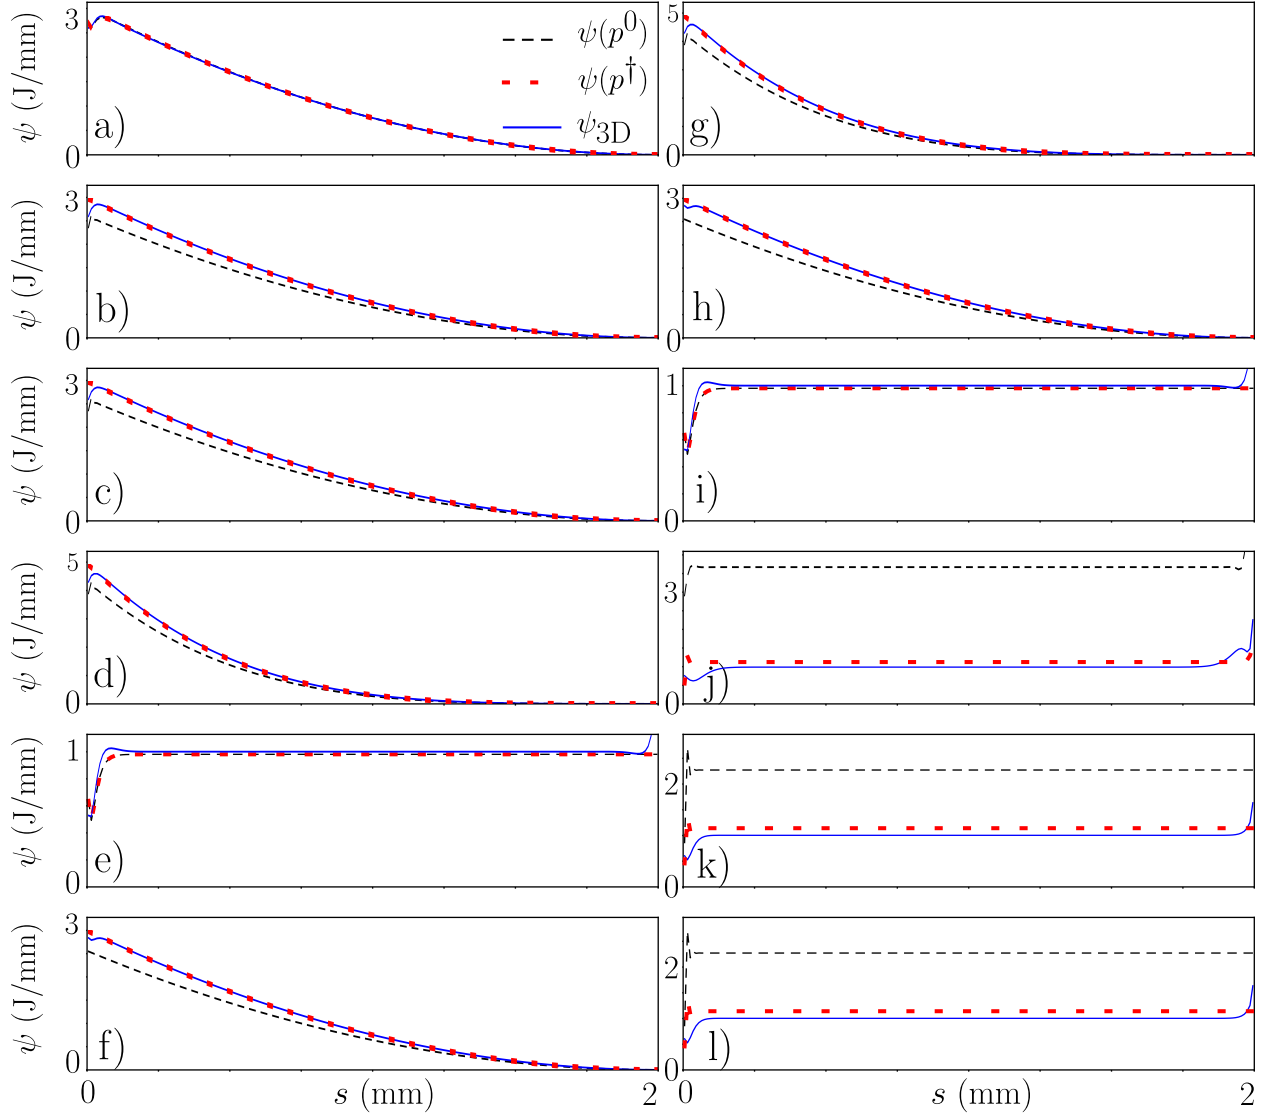 3
ψ (J/mm)
a)
0
ψ(p⁰)
ψ(p†)
ψ3D
5
g)
0
3
ψ (J/mm)
b)
0
3
h)
0
3
ψ (J/mm)
c)
0
1
i)
0
5
ψ (J/mm)
d)
0
3
j)
0
1
ψ (J/mm)
e)
0
2
k)
0
3
ψ (J/mm)
f)
0
2
l)
0
0 s (mm) 2
0 s (mm) 2